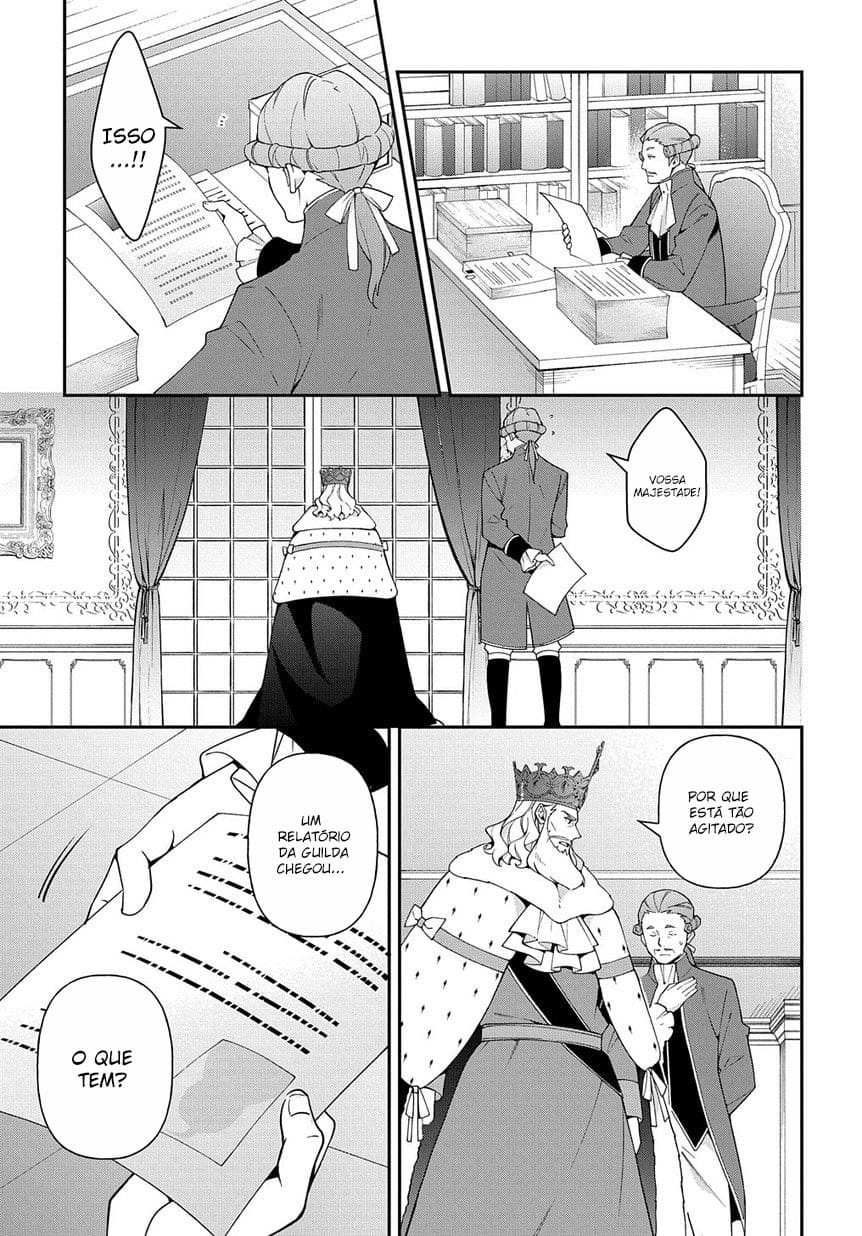 ISSO
...!!
VOSSA
MAJESTADE!
POR QUE
ESTÁ TÃO
AGITADO?
UM
RELATÓRIO
DA GUILDA
CHEGOU...
O QUE
TEM?